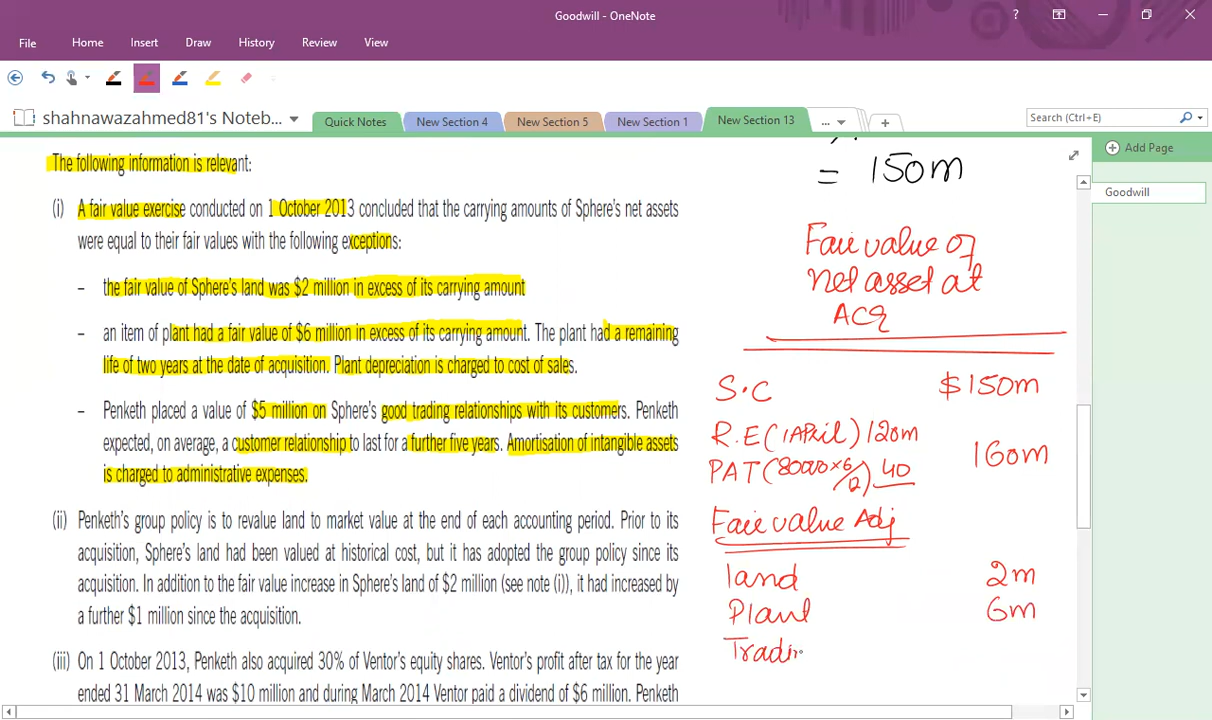 Goodwill - OneNote
?
File Home Insert Draw History Review View
shahnawazahmed81's Noteb...
Quick Notes
New Section 4
New Section 5
New Section 1
New Section 13
...
Search (Ctrl+E)
Add Page
Goodwill
= 150m
The following information is relevant:
(i) A fair value exercise conducted on 1 October 2013 concluded that the carrying amounts of Sphere's net assets
were equal to their fair values with the following exceptions:
– the fair value of Sphere's land was $2 million in excess of its carrying amount
– an item of plant had a fair value of $6 million in excess of its carrying amount. The plant had a remaining
life of two years at the date of acquisition. Plant depreciation is charged to cost of sales.
– Penketh placed a value of $5 million on Sphere's good trading relationships with its customers. Penketh
expected, on average, a customer relationship to last for a further five years. Amortisation of intangible assets
is charged to administrative expenses.
(ii) Penketh's group policy is to revalue land to market value at the end of each accounting period. Prior to its
acquisition, Sphere's land had been valued at historical cost, but it has adopted the group policy since its
acquisition. In addition to the fair value increase in Sphere's land of $2 million (see note (i)), it had increased by
a further $1 million since the acquisition.
(iii) On 1 October 2013, Penketh also acquired 30% of Ventor's equity shares. Ventor's profit after tax for the year
ended 31 March 2014 was $10 million and during March 2014 Ventor paid a dividend of $6 million. Penketh
Fair value of
net asset at
ACQ
S.C $150m
R.E (1 April) 120m
PAT (8000×6/12) 40 160m
Fair value Adj
land 2m
Plant 6m
Tradin